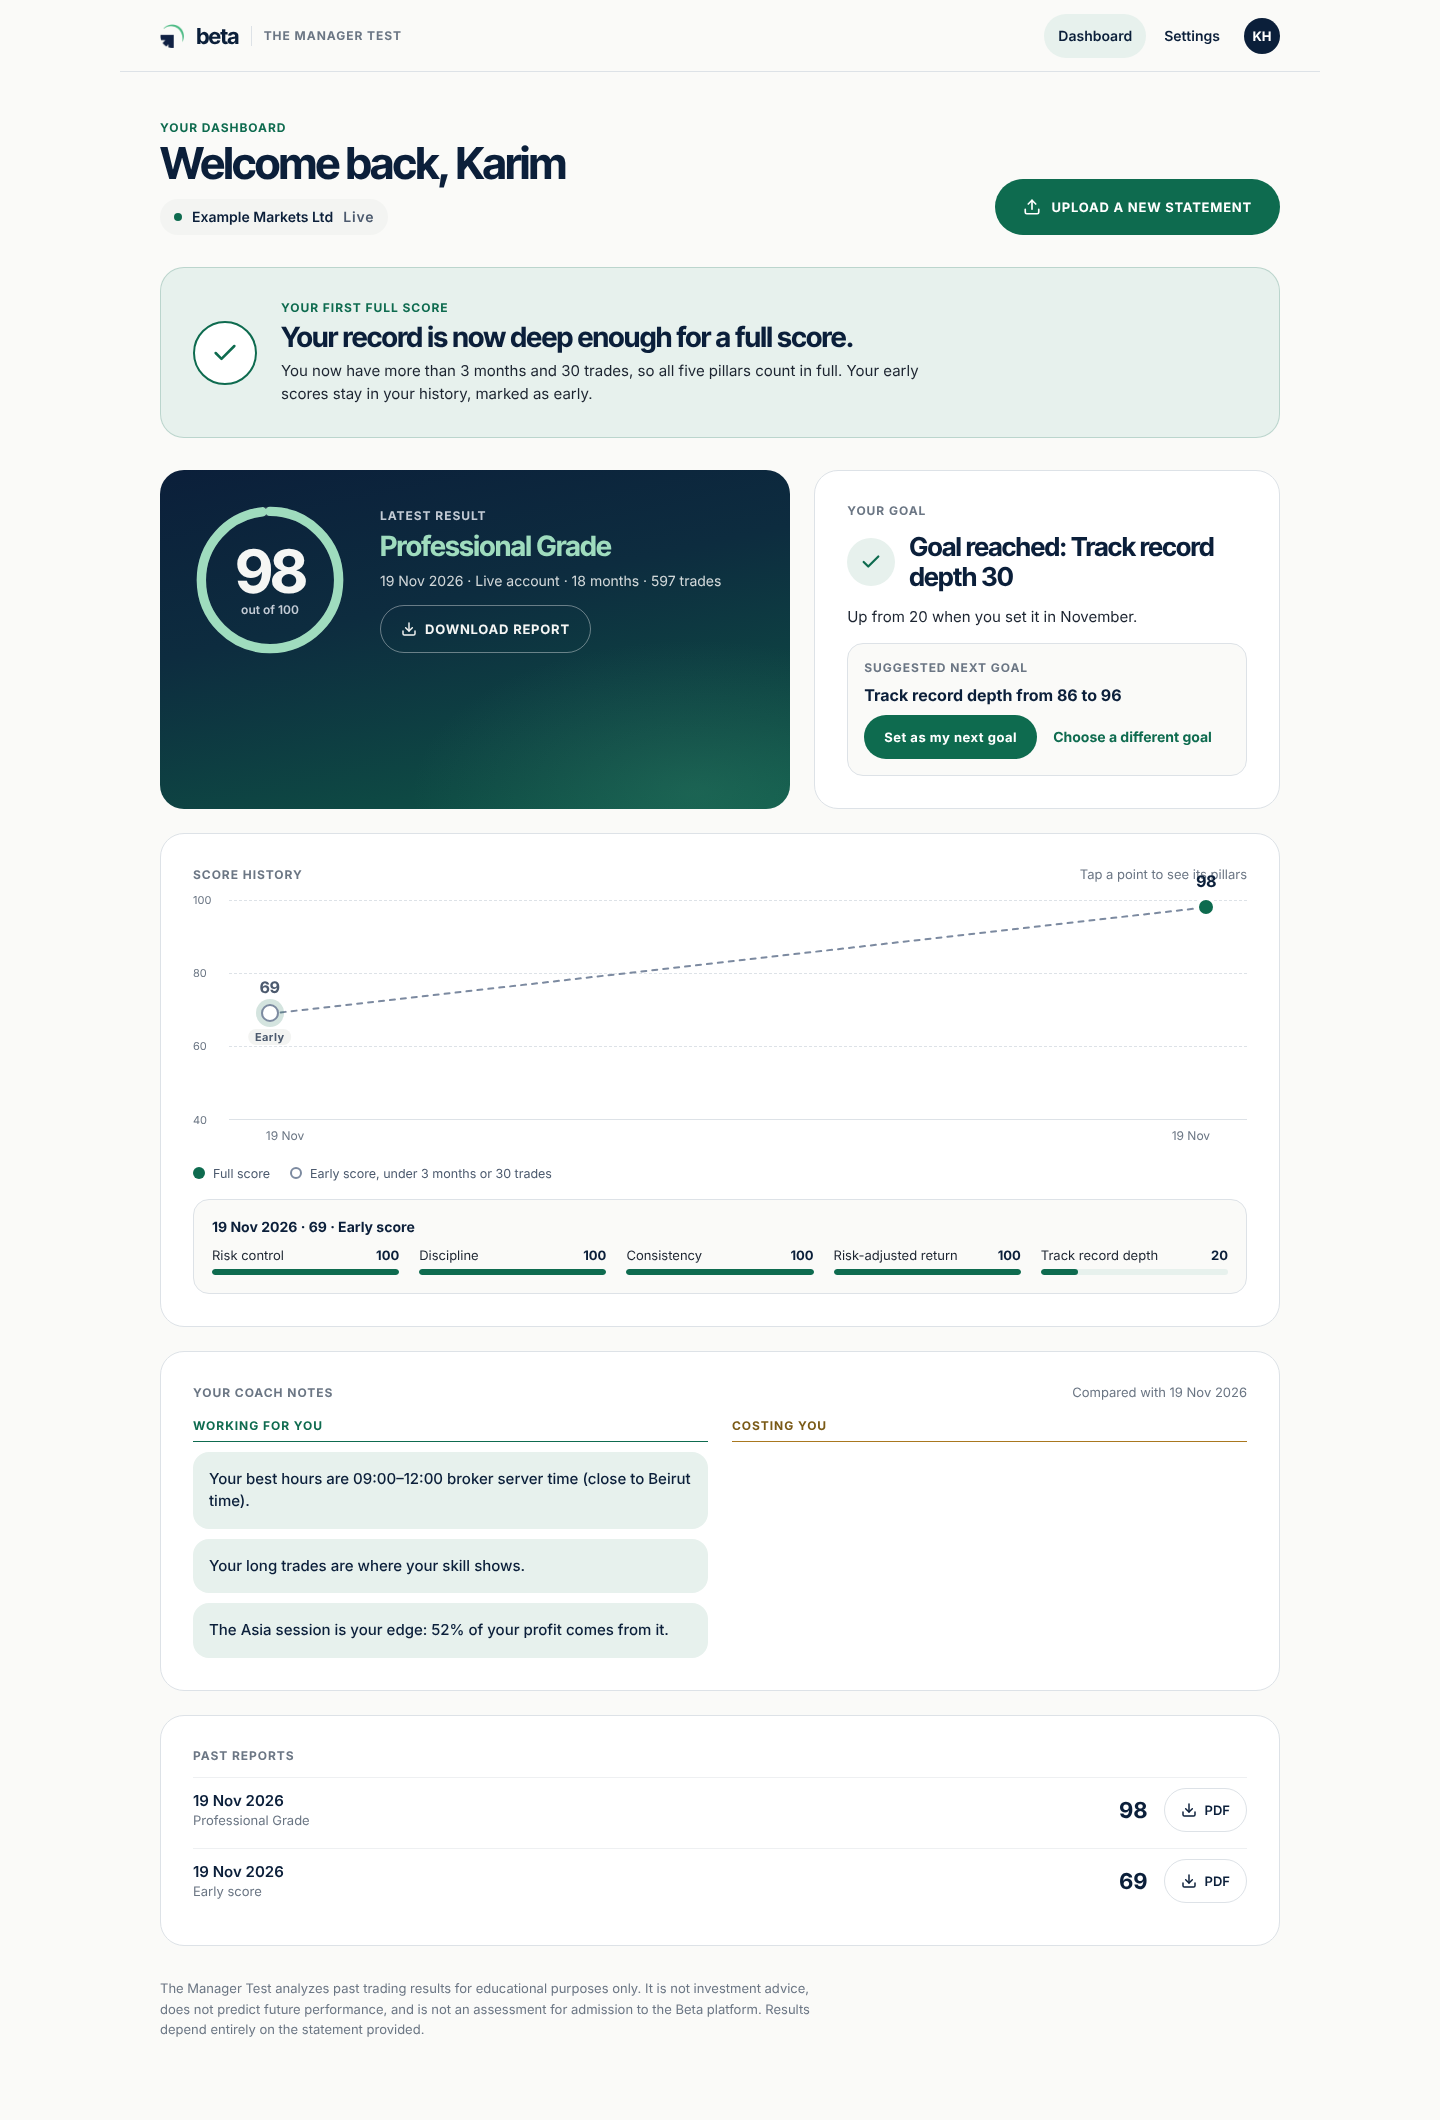 beta
THE MANAGER TEST
Dashboard
Settings
KH
YOUR DASHBOARD
Welcome back, Karim
Example Markets Ltd Live
UPLOAD A NEW STATEMENT
YOUR FIRST FULL SCORE
Your record is now deep enough for a full score.
You now have more than 3 months and 30 trades, so all five pillars count in full. Your early
scores stay in your history, marked as early.
98
out of 100
LATEST RESULT
Professional Grade
19 Nov 2026 · Live account · 18 months · 597 trades
DOWNLOAD REPORT
YOUR GOAL
Goal reached: Track record
depth 30
Up from 20 when you set it in November.
SUGGESTED NEXT GOAL
Track record depth from 86 to 96
Set as my next goal
Choose a different goal
SCORE HISTORY
Tap a point to see its pillars
98
100
80
69
Early
60
40
19 Nov
19 Nov
Full score
Early score, under 3 months or 30 trades
19 Nov 2026 · 69 · Early score
Risk control 100
Discipline 100
Consistency 100
Risk-adjusted return 100
Track record depth 20
YOUR COACH NOTES
Compared with 19 Nov 2026
WORKING FOR YOU
Your best hours are 09:00–12:00 broker server time (close to Beirut
time).
Your long trades are where your skill shows.
The Asia session is your edge: 52% of your profit comes from it.
COSTING YOU
PAST REPORTS
19 Nov 2026
Professional Grade
98
PDF
19 Nov 2026
Early score
69
PDF
The Manager Test analyzes past trading results for educational purposes only. It is not investment advice,
does not predict future performance, and is not an assessment for admission to the Beta platform. Results
depend entirely on the statement provided.